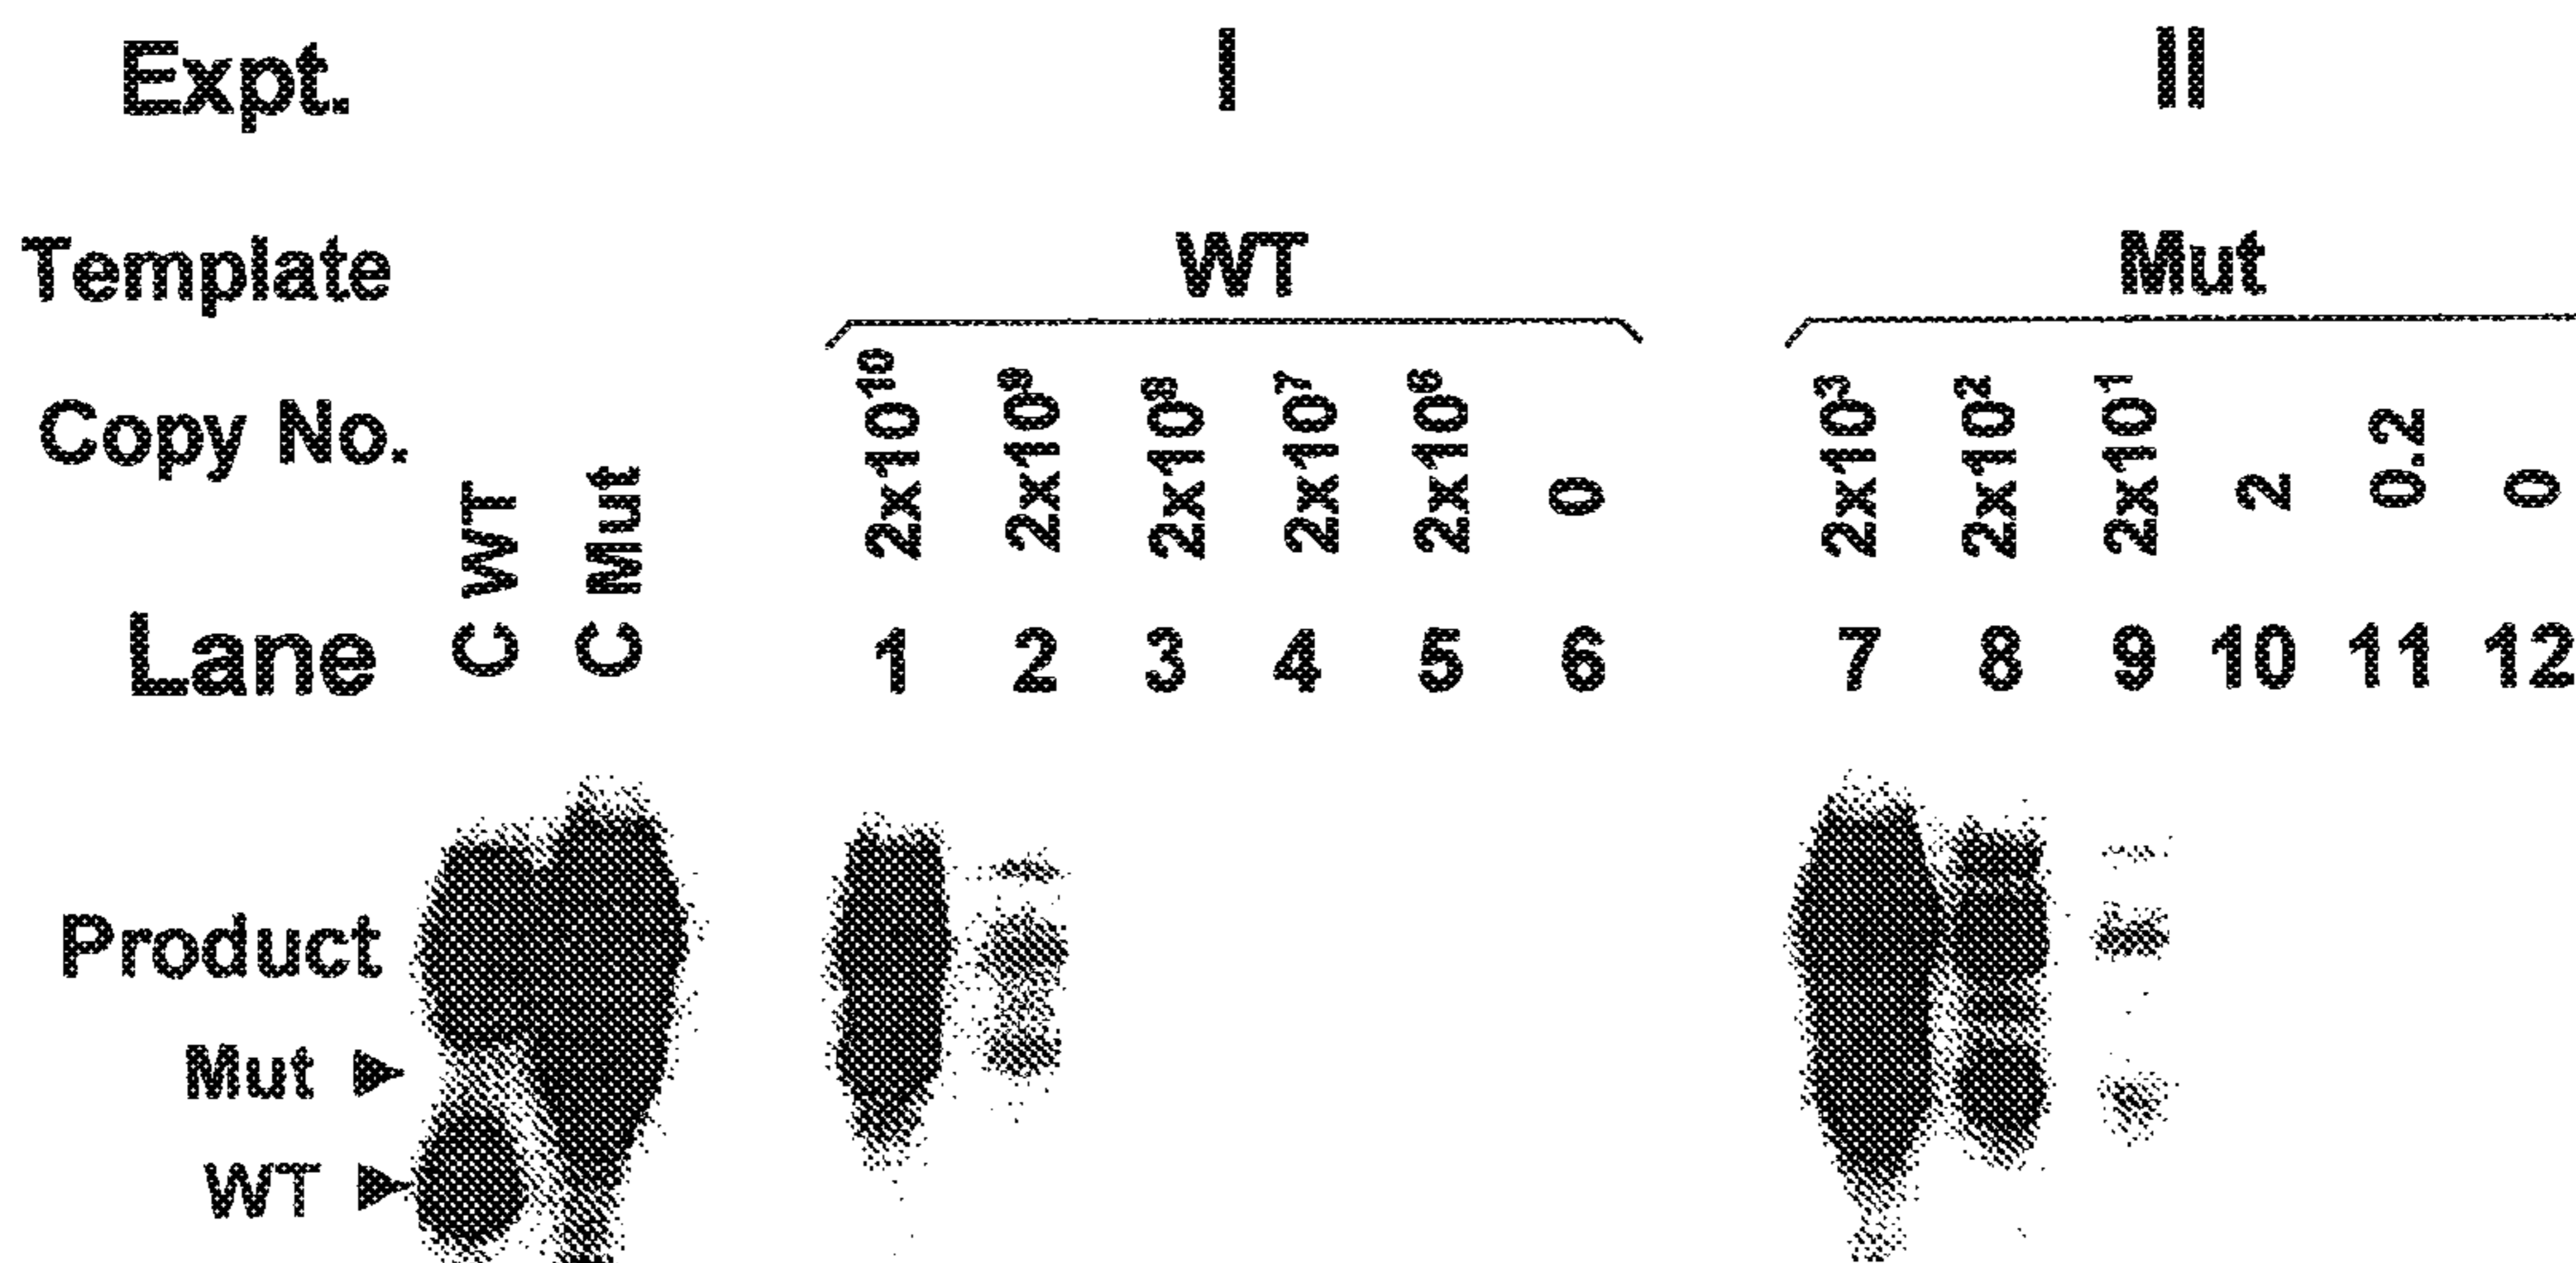 Expt. I II
Template WT Mut
Copy No. 2x10¹⁰ 2x10⁹ 2x10⁸ 2x10⁷ 2x10⁶ 0 2x10³ 2x10² 2x10¹ 2 0.2 0
Lane C WT C Mut 1 2 3 4 5 6 7 8 9 10 11 12
Product
Mut
WT